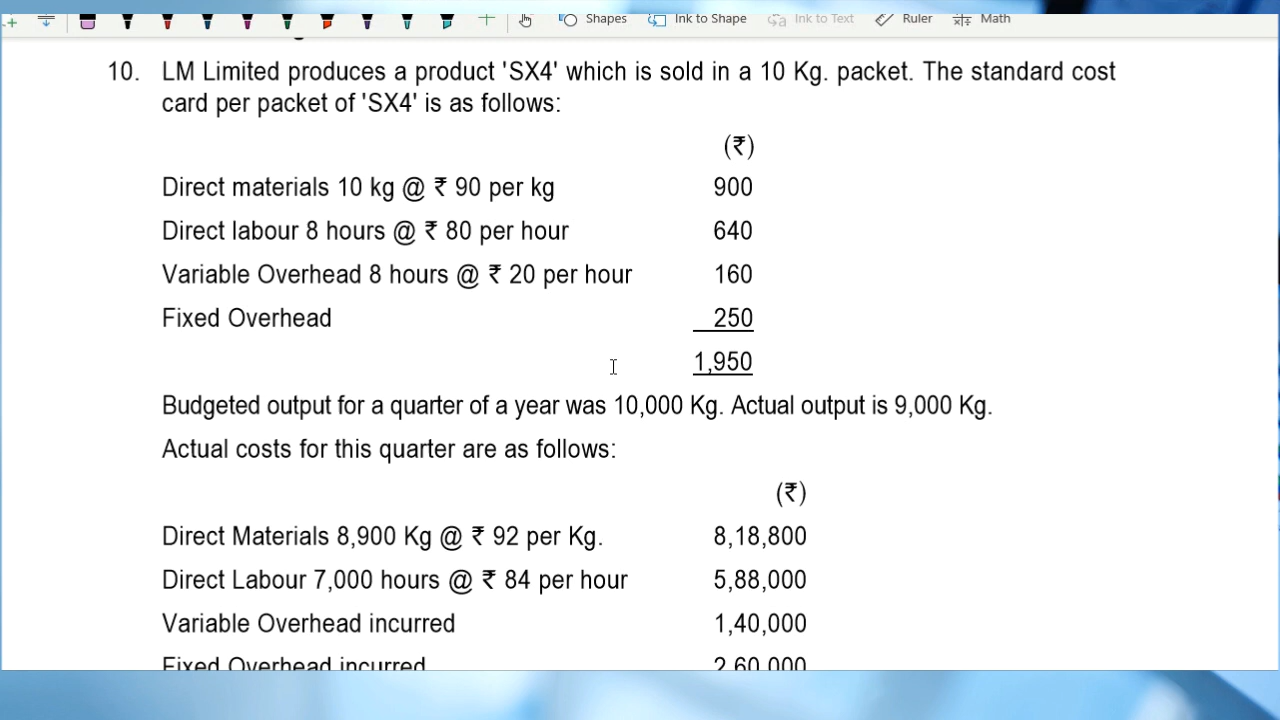 Shapes Ink to Shape Ink to Text Ruler Math
10. LM Limited produces a product 'SX4' which is sold in a 10 Kg. packet. The standard cost
card per packet of 'SX4' is as follows:
(₹)
Direct materials 10 kg @ ₹ 90 per kg 900
Direct labour 8 hours @ ₹ 80 per hour 640
Variable Overhead 8 hours @ ₹ 20 per hour 160
Fixed Overhead 250
1,950
Budgeted output for a quarter of a year was 10,000 Kg. Actual output is 9,000 Kg.
Actual costs for this quarter are as follows:
(₹)
Direct Materials 8,900 Kg @ ₹ 92 per Kg. 8,18,800
Direct Labour 7,000 hours @ ₹ 84 per hour 5,88,000
Variable Overhead incurred 1,40,000
Fixed Overhead incurred 2,60,000